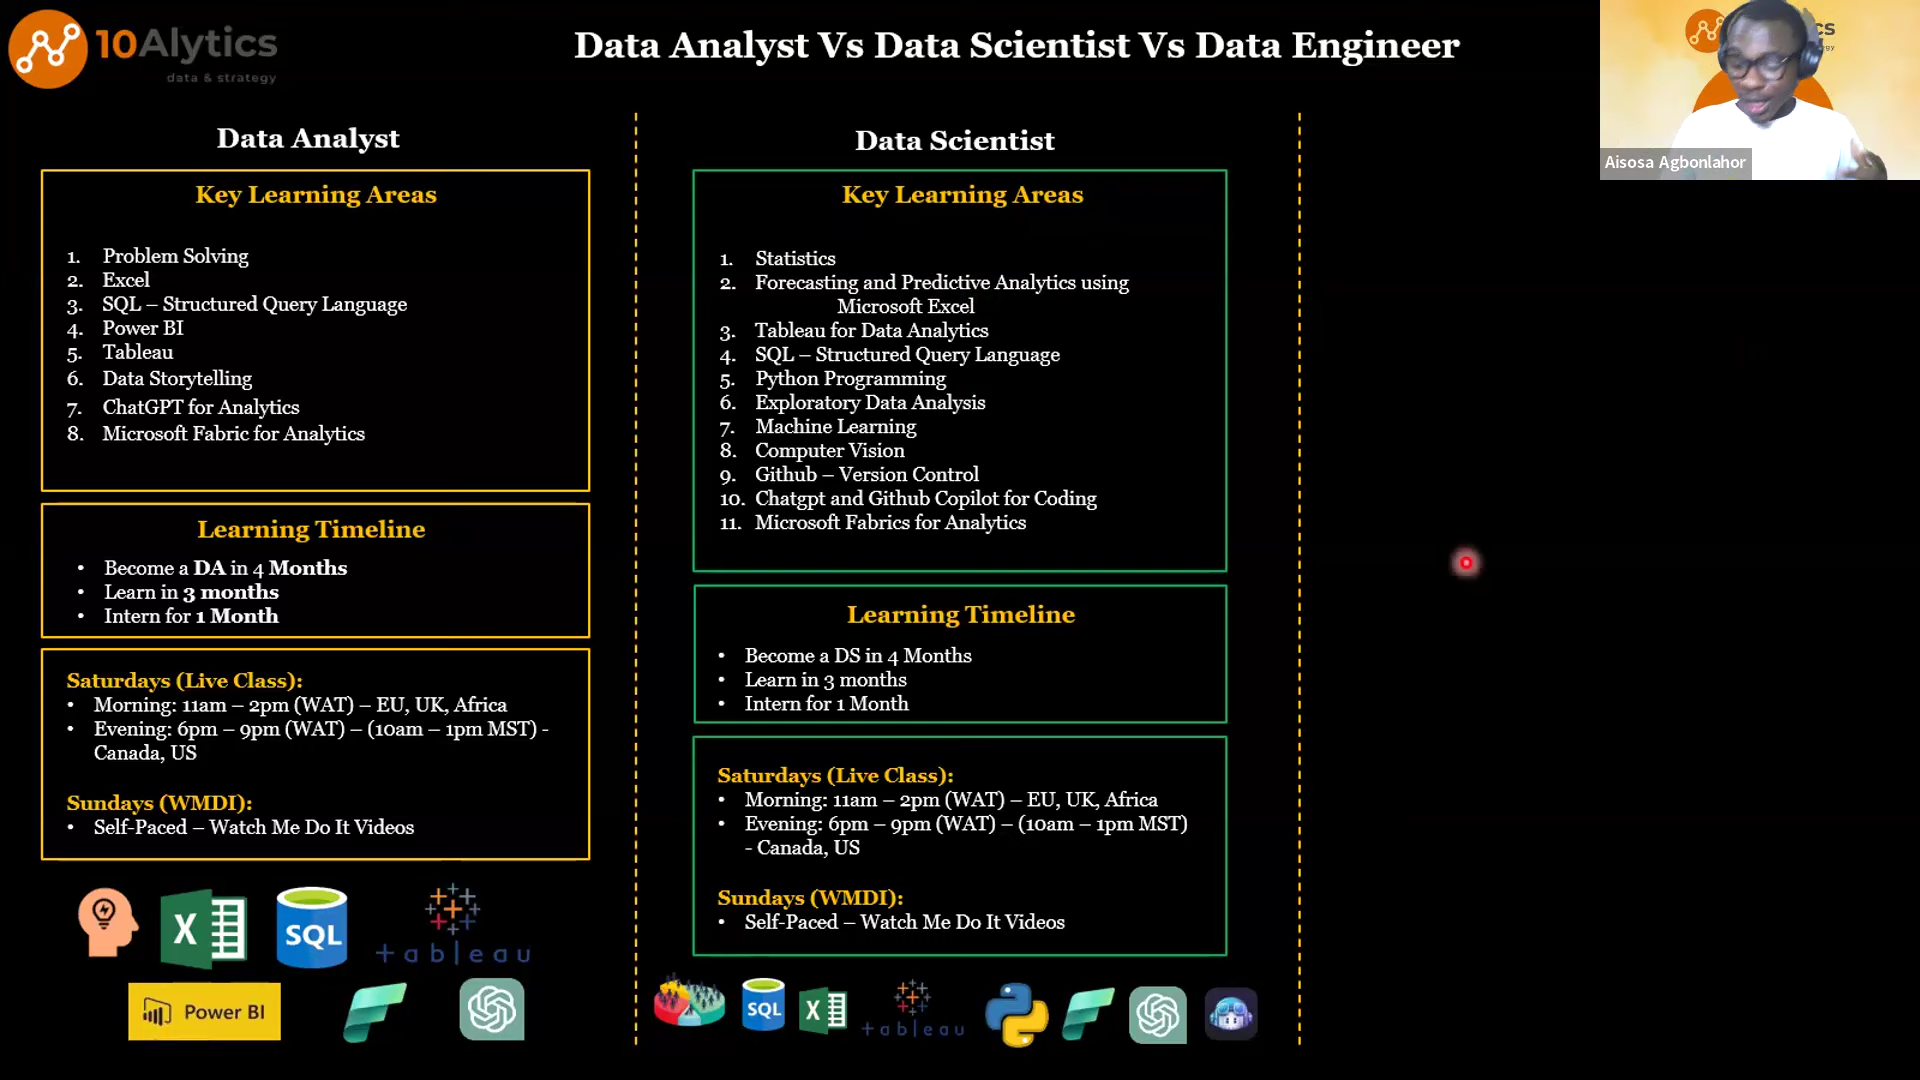 10Alytics
data & strategy
Data Analyst Vs Data Scientist Vs Data Engineer
Aisosa Agbonlahor
Data Analyst
Key Learning Areas
1. Problem Solving
2. Excel
3. SQL – Structured Query Language
4. Power BI
5. Tableau
6. Data Storytelling
7. ChatGPT for Analytics
8. Microsoft Fabric for Analytics
Learning Timeline
• Become a DA in 4 Months
• Learn in 3 months
• Intern for 1 Month
Saturdays (Live Class):
• Morning: 11am – 2pm (WAT) – EU, UK, Africa
• Evening: 6pm – 9pm (WAT) – (10am – 1pm MST) -
Canada, US
Sundays (WMDI):
• Self-Paced – Watch Me Do It Videos
X
SQL
tableau
Power BI
Data Scientist
Key Learning Areas
1. Statistics
2. Forecasting and Predictive Analytics using
Microsoft Excel
3. Tableau for Data Analytics
4. SQL – Structured Query Language
5. Python Programming
6. Exploratory Data Analysis
7. Machine Learning
8. Computer Vision
9. Github – Version Control
10. Chatgpt and Github Copilot for Coding
11. Microsoft Fabrics for Analytics
Learning Timeline
• Become a DS in 4 Months
• Learn in 3 months
• Intern for 1 Month
Saturdays (Live Class):
• Morning: 11am – 2pm (WAT) – EU, UK, Africa
• Evening: 6pm – 9pm (WAT) – (10am – 1pm MST)
- Canada, US
Sundays (WMDI):
• Self-Paced – Watch Me Do It Videos
SQL
X
tableau